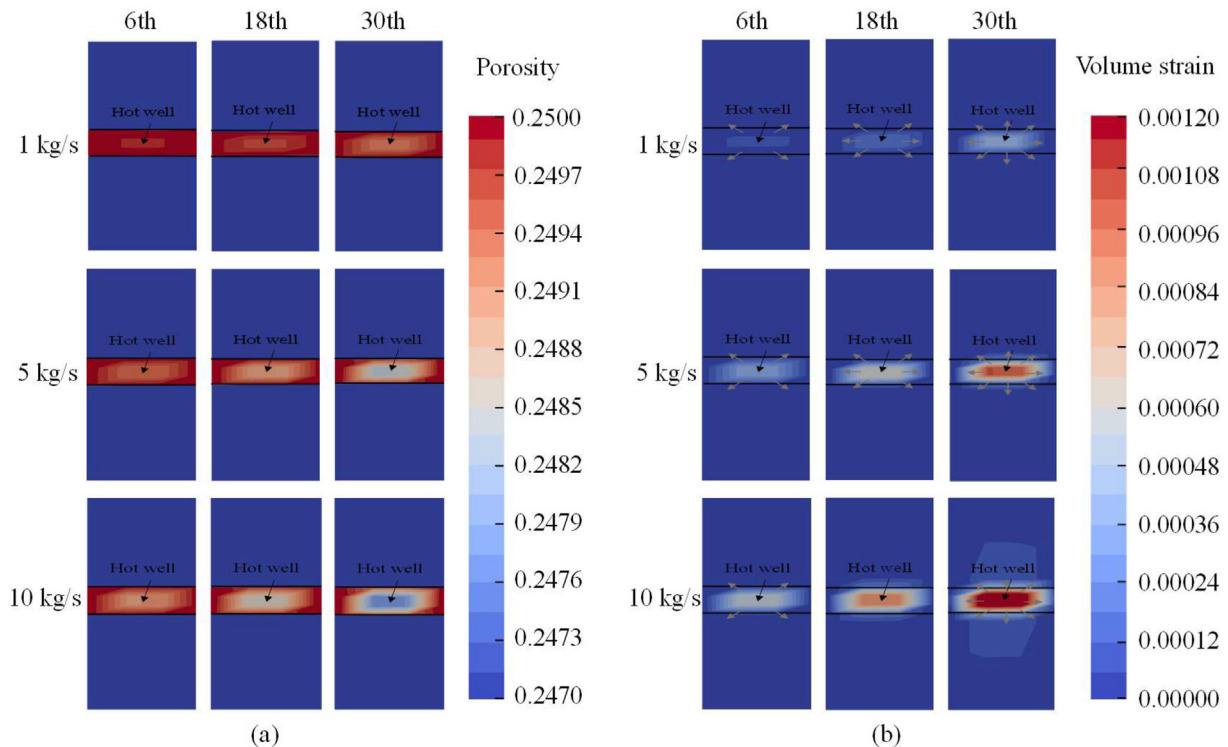 6th 18th 30th
Porosity
1 kg/s
Hot well Hot well Hot well
5 kg/s
Hot well Hot well Hot well
10 kg/s
Hot well Hot well Hot well
0.2500
0.2497
0.2494
0.2491
0.2488
0.2485
0.2482
0.2479
0.2476
0.2473
0.2470
(a)
6th 18th 30th
Volume strain
1 kg/s
Hot well Hot well Hot well
5 kg/s
Hot well Hot well Hot well
10 kg/s
Hot well Hot well Hot well
0.00120
0.00108
0.00096
0.00084
0.00072
0.00060
0.00048
0.00036
0.00024
0.00012
0.00000
(b)